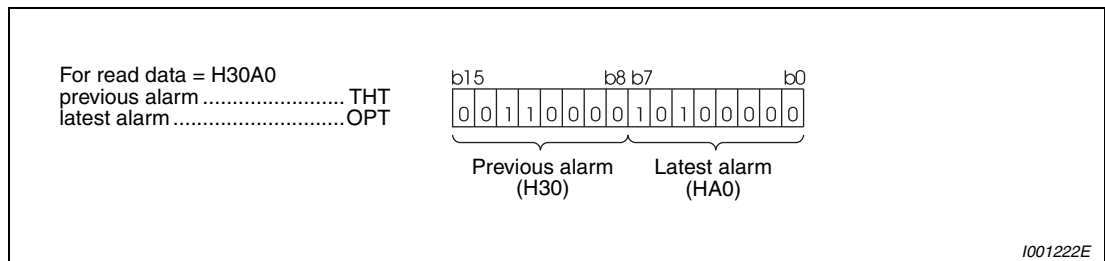 For read data = H30A0
previous alarm ........................ THT
latest alarm .............................OPT
b15 b8 b7 b0
0 0 1 1 0 0 0 0 1 0 1 0 0 0 0 0
Previous alarm Latest alarm
(H30) (HA0)
I001222E